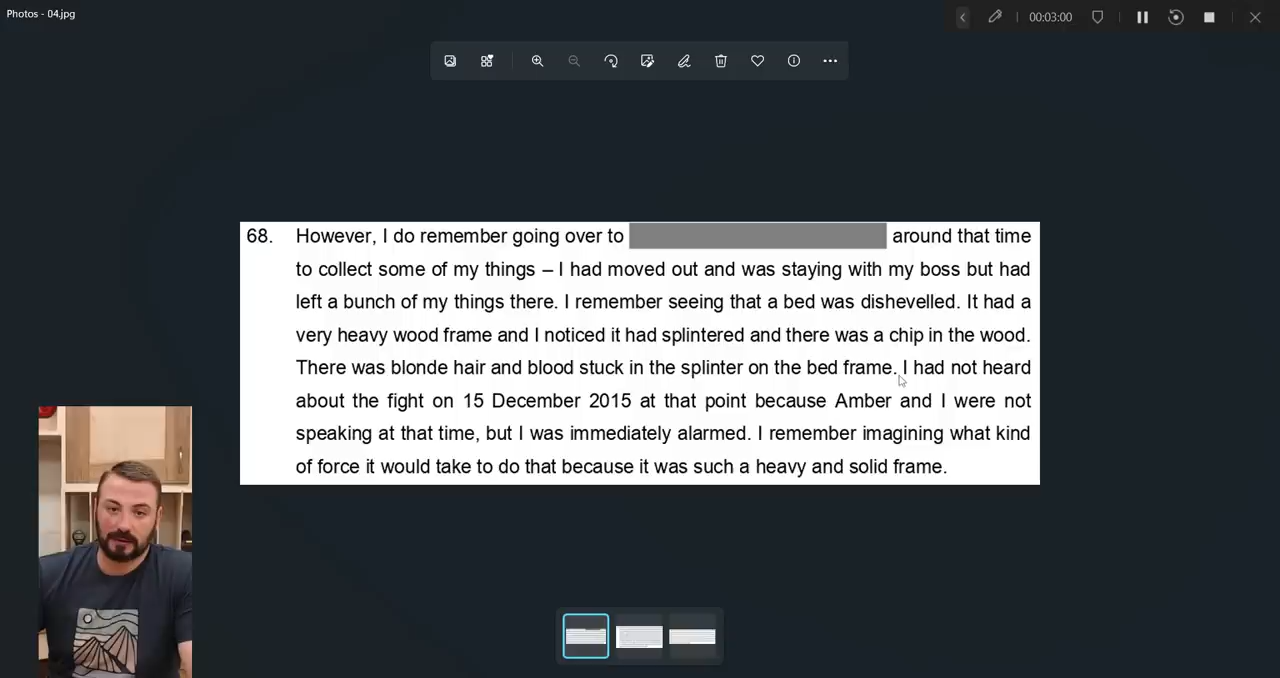 Photos - 04.jpg
00:03:00
68. However, I do remember going over to around that time
to collect some of my things – I had moved out and was staying with my boss but had
left a bunch of my things there. I remember seeing that a bed was dishevelled. It had a
very heavy wood frame and I noticed it had splintered and there was a chip in the wood.
There was blonde hair and blood stuck in the splinter on the bed frame. I had not heard
about the fight on 15 December 2015 at that point because Amber and I were not
speaking at that time, but I was immediately alarmed. I remember imagining what kind
of force it would take to do that because it was such a heavy and solid frame.